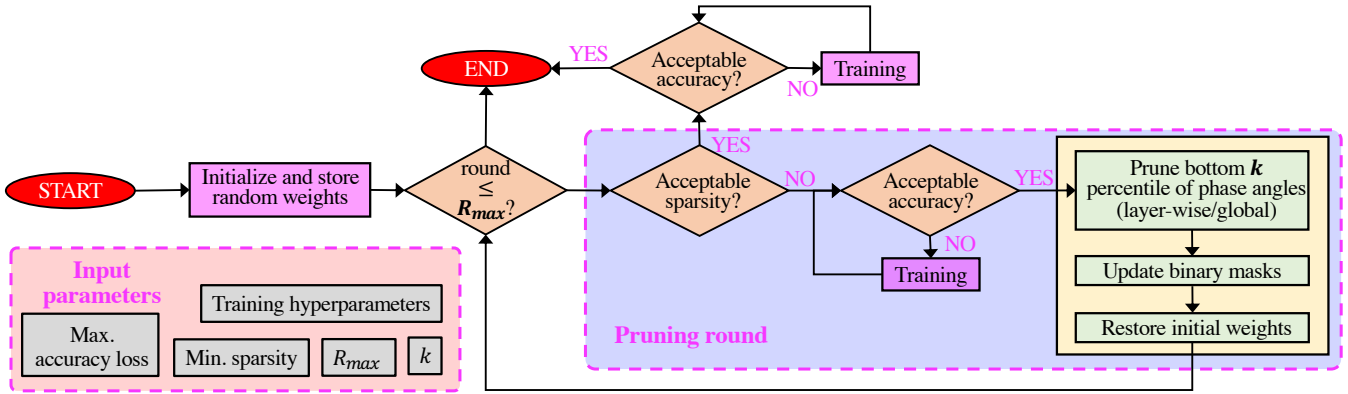 YES
END
Acceptable
accuracy?
NO
Training
START
Initialize and store
random weights
round
≤
R_max?
YES
Acceptable
sparsity?
NO
Acceptable
accuracy?
YES
NO
Training
Prune bottom k
percentile of phase angles
(layer-wise/global)
Update binary masks
Restore initial weights
Pruning round
Input
parameters
Training hyperparameters
Max.
accuracy loss
Min. sparsity
R_max
k